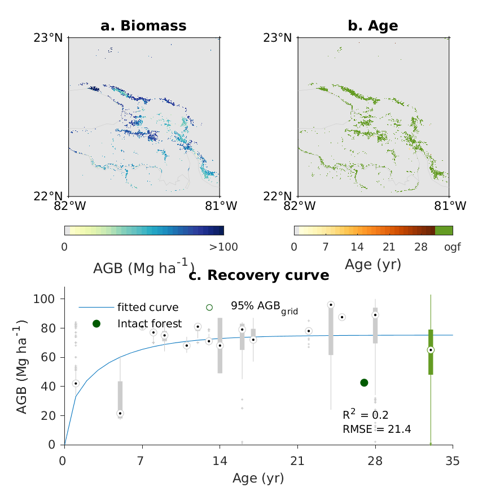 a. Biomass
b. Age
23°N
23°N
22°N
22°N
82°W
81°W
82°W
81°W
0
>100
0
7
14
21
28
ogf
AGB (Mg ha⁻¹)
Age (yr)
c. Recovery curve
100
80
60
40
20
0
AGB (Mg ha⁻¹)
fitted curve
95% AGBgrid
Intact forest
R² = 0.2
RMSE = 21.4
0
7
14
21
28
35
Age (yr)